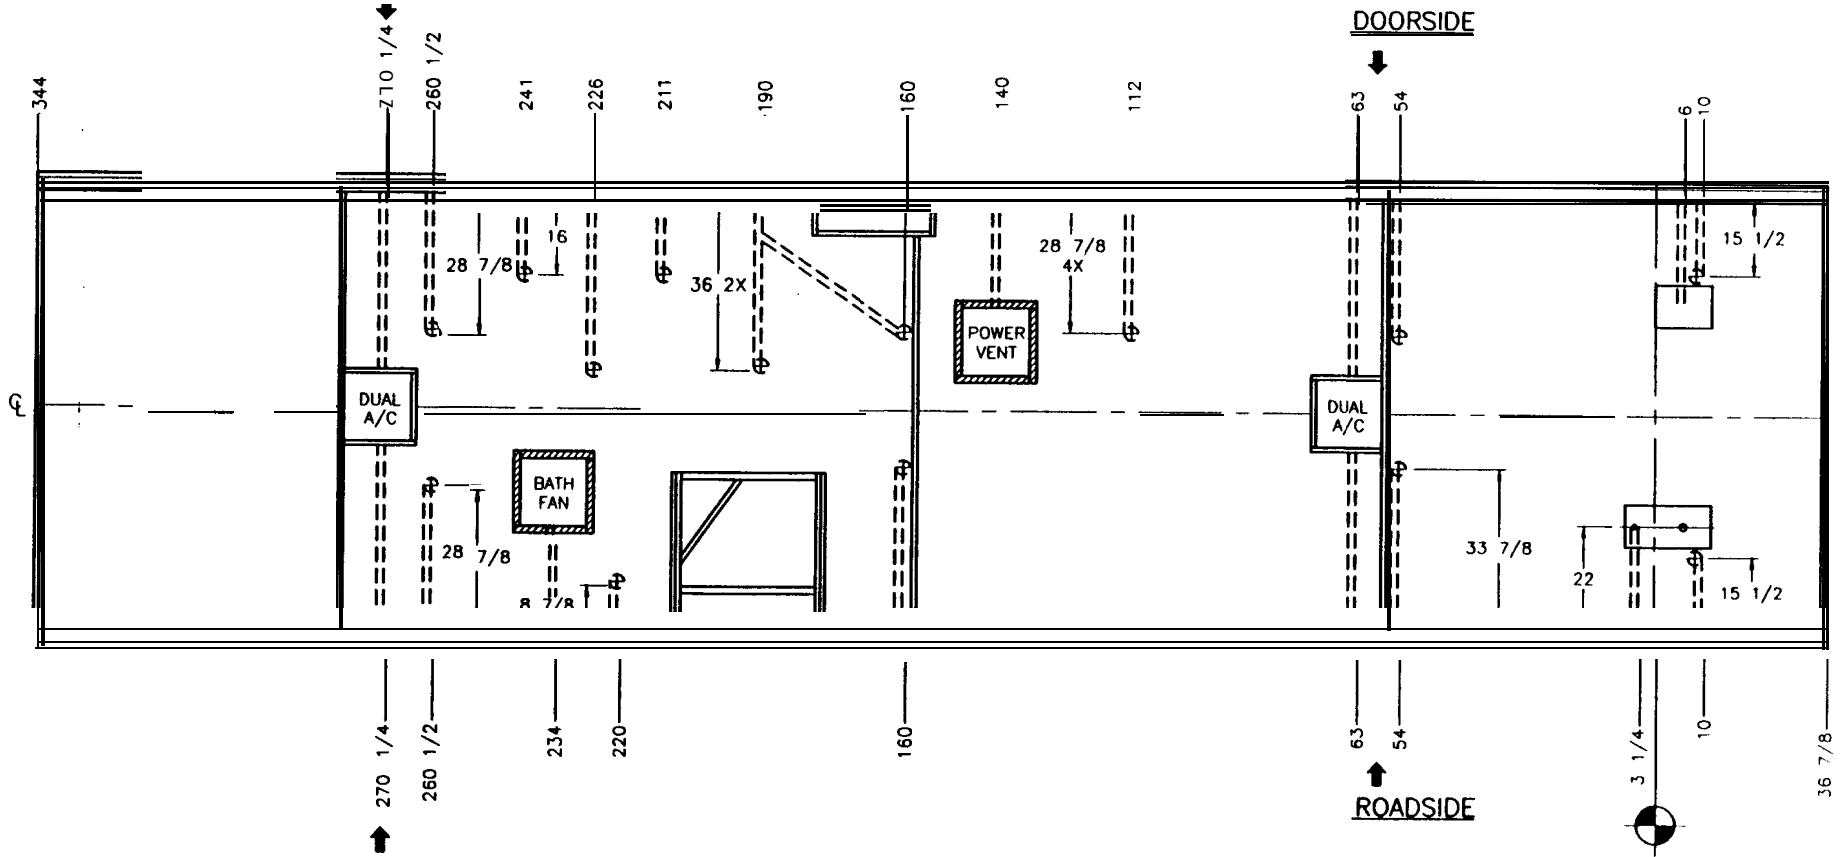 DOORSIDE
344
270 1/4
260 1/2
241
226
211
190
160
140
112
63
54
6
10
28 7/8
16
36 2X
28 7/8
4X
15 1/2
POWER
VENT
℄
DUAL
A/C
DUAL
A/C
BATH
FAN
28 7/8
8 7/8
33 7/8
22
15 1/2
270 1/4
260 1/2
234
220
160
63
54
3 1/4
10
36 7/8
ROADSIDE